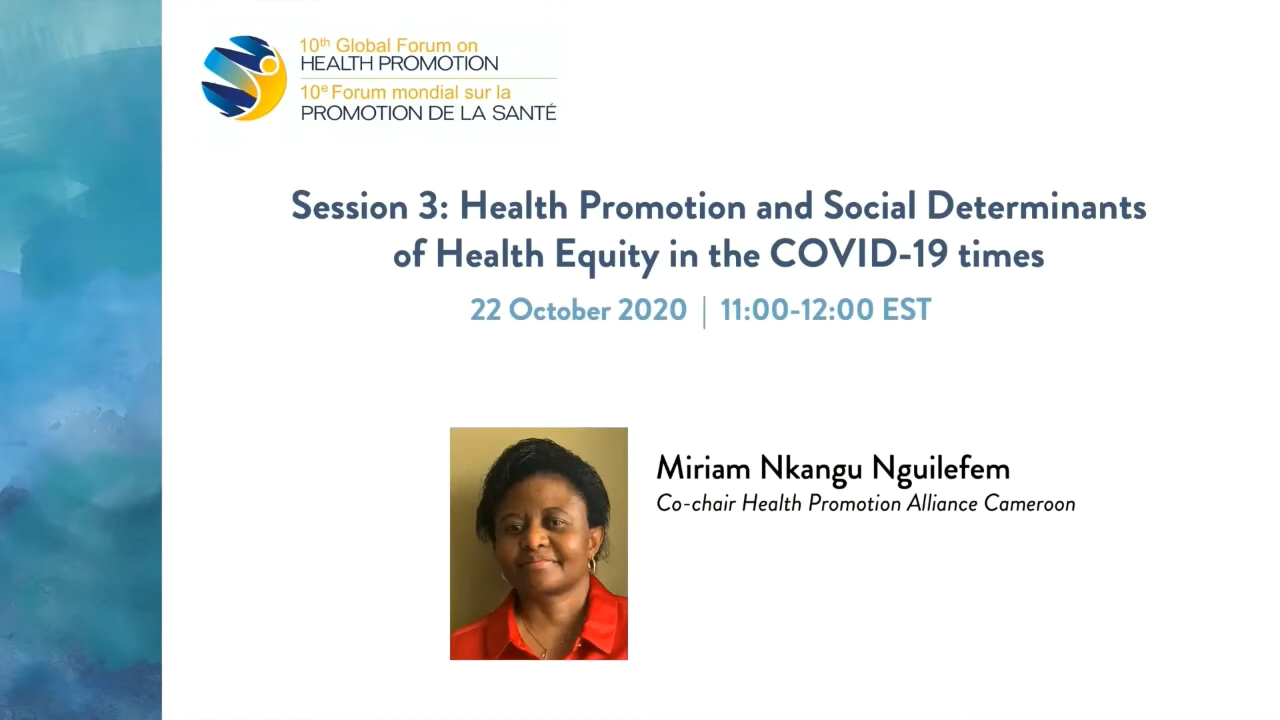 10th Global Forum on
HEALTH PROMOTION
10e Forum mondial sur la
PROMOTION DE LA SANTÉ
Session 3: Health Promotion and Social Determinants
of Health Equity in the COVID-19 times
22 October 2020 | 11:00-12:00 EST
Miriam Nkangu Nguilefem
Co-chair Health Promotion Alliance Cameroon